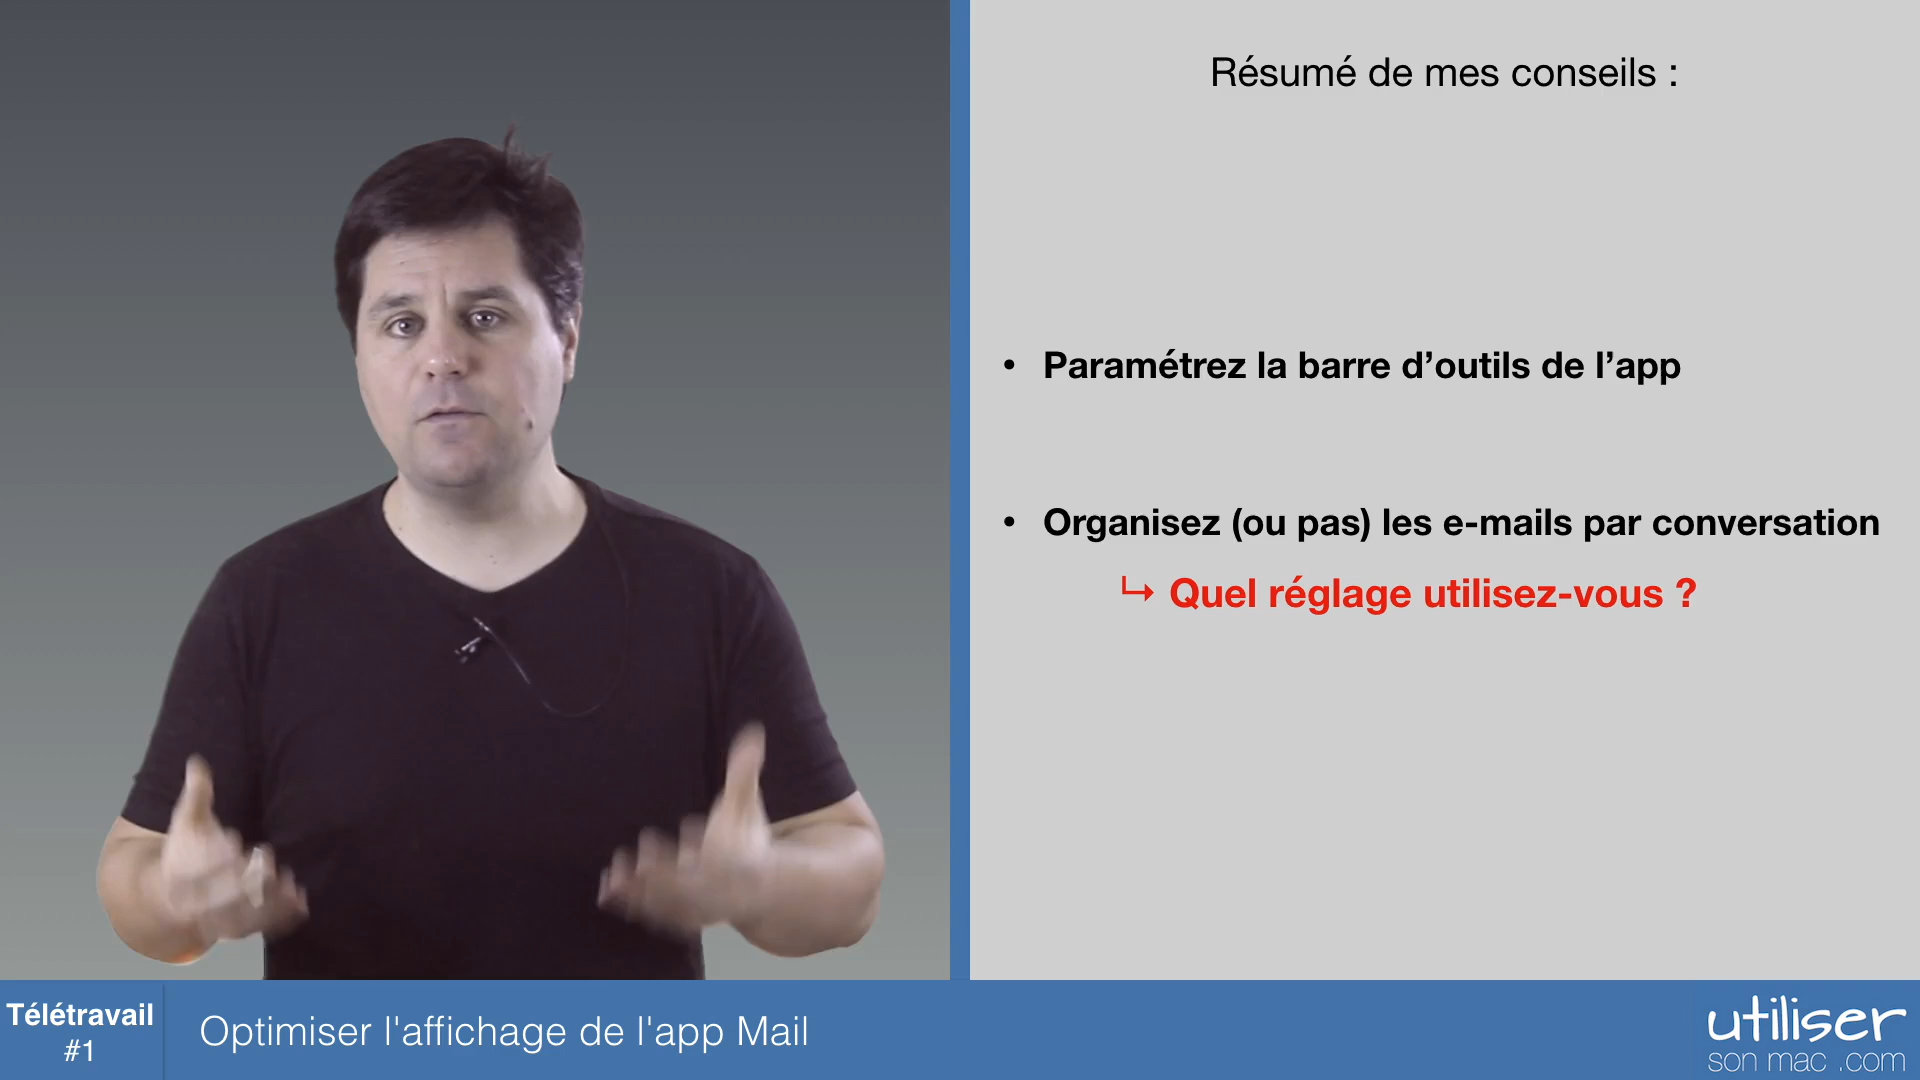 Résumé de mes conseils :
• Paramétrez la barre d’outils de l’app
• Organisez (ou pas) les e-mails par conversation
↳ Quel réglage utilisez-vous ?
Télétravail
#1
Optimiser l'affichage de l'app Mail
utiliser
son mac .com